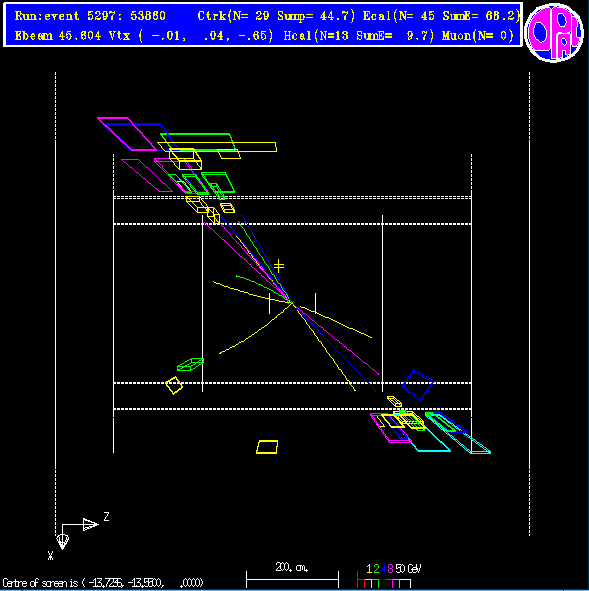 Run:event 5297: 53860 Ctrk(N= 29 Sump= 44.7) Ecal(N= 45 SumE= 68.2)
Ebeam 45.604 Vtx ( -.01, .04, -.65) Hcal(N=13 SumE= 9.7) Muon(N= 0)
OPAL
Z
X
200. cm.
1 2 4 8 50 GeV
Centre of screen is ( -13.7236, -13.5500, .0000)